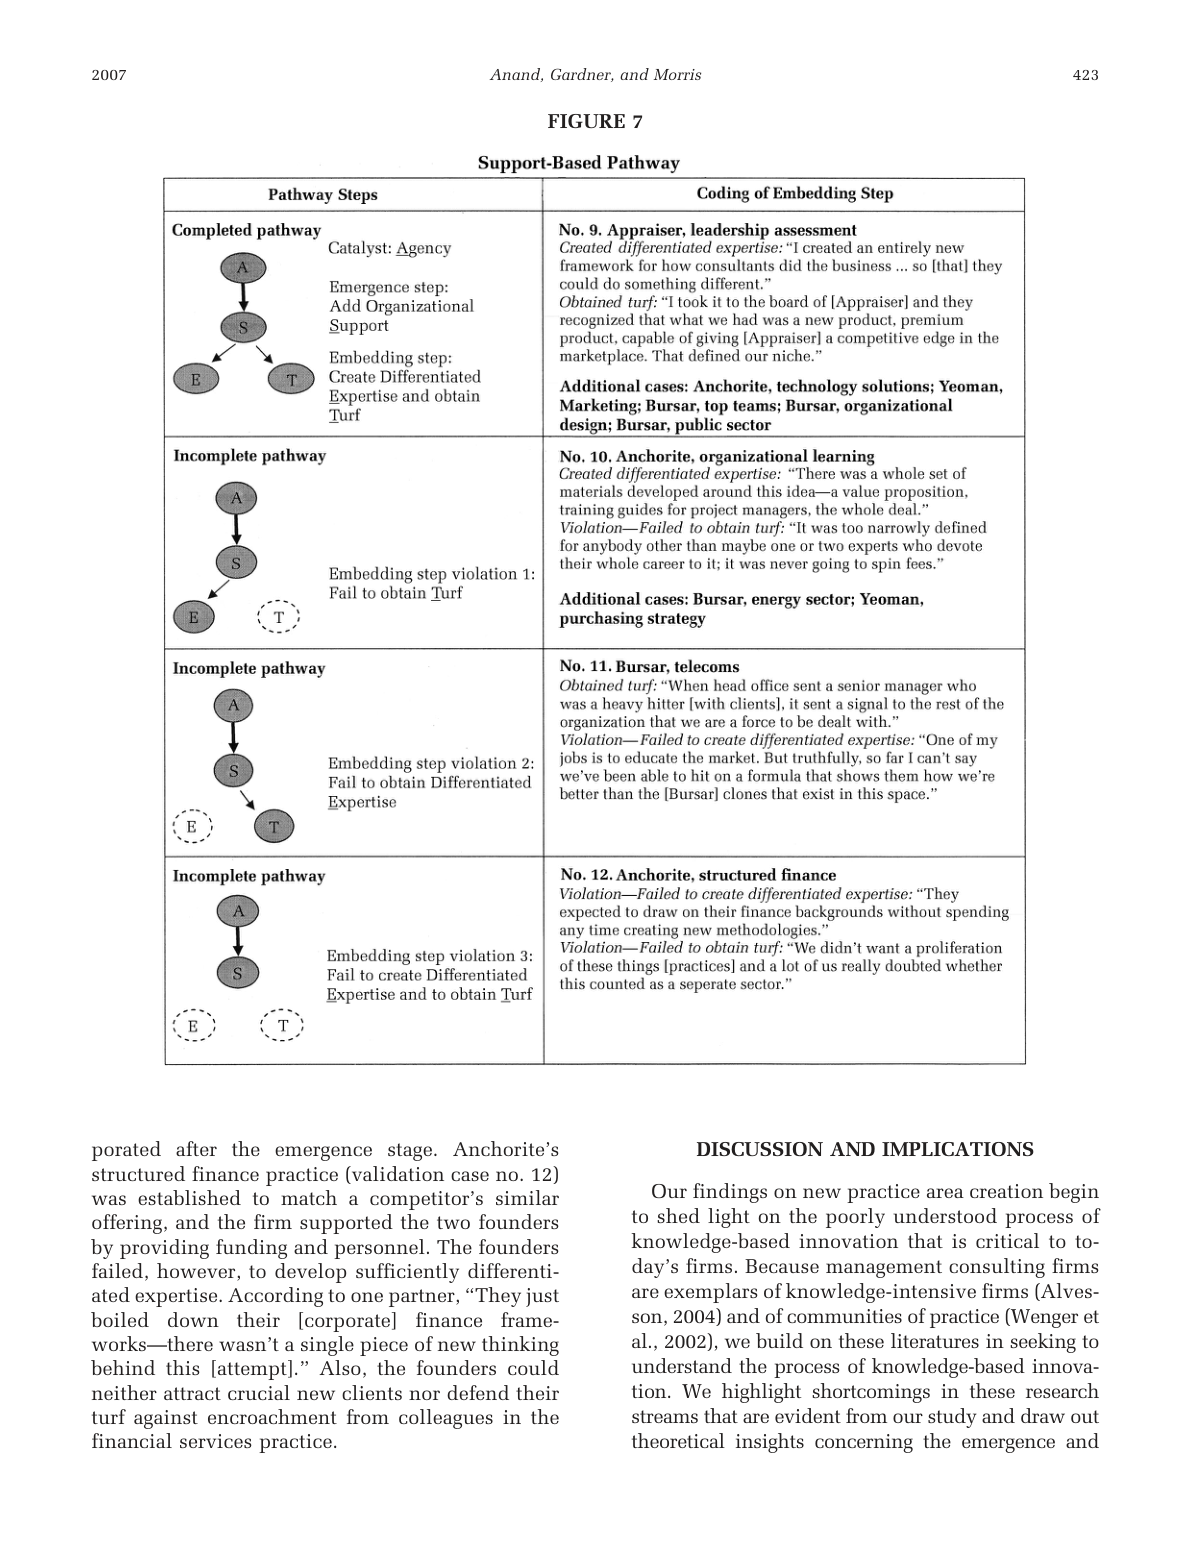 2007
Anand, Gardner, and Morris
423
FIGURE 7
Support-Based Pathway
Pathway Steps
Coding of Embedding Step
Completed pathway
Catalyst: Agency
A
Emergence step:
Add Organizational
Support
S
Embedding step:
Create Differentiated
Expertise and obtain
Turf
E
T
No. 9. Appraiser, leadership assessment
Created differentiated expertise: “I created an entirely new
framework for how consultants did the business ... so [that] they
could do something different.”
Obtained turf: “I took it to the board of [Appraiser] and they
recognized that what we had was a new product, premium
product, capable of giving [Appraiser] a competitive edge in the
marketplace. That defined our niche.”
Additional cases: Anchorite, technology solutions; Yeoman,
Marketing; Bursar, top teams; Bursar, organizational
design; Bursar, public sector
Incomplete pathway
A
S
E
T
Embedding step violation 1:
Fail to obtain Turf
No. 10. Anchorite, organizational learning
Created differentiated expertise: “There was a whole set of
materials developed around this idea—a value proposition,
training guides for project managers, the whole deal.”
Violation—Failed to obtain turf: “It was too narrowly defined
for anybody other than maybe one or two experts who devote
their whole career to it; it was never going to spin fees.”
Additional cases: Bursar, energy sector; Yeoman,
purchasing strategy
Incomplete pathway
A
S
E
T
Embedding step violation 2:
Fail to obtain Differentiated
Expertise
No. 11. Bursar, telecoms
Obtained turf: “When head office sent a senior manager who
was a heavy hitter [with clients], it sent a signal to the rest of the
organization that we are a force to be dealt with.”
Violation—Failed to create differentiated expertise: “One of my
jobs is to educate the market. But truthfully, so far I can’t say
we’ve been able to hit on a formula that shows them how we’re
better than the [Bursar] clones that exist in this space.”
Incomplete pathway
A
S
E
T
Embedding step violation 3:
Fail to create Differentiated
Expertise and to obtain Turf
No. 12. Anchorite, structured finance
Violation—Failed to create differentiated expertise: “They
expected to draw on their finance backgrounds without spending
any time creating new methodologies.”
Violation—Failed to obtain turf: “We didn’t want a proliferation
of these things [practices] and a lot of us really doubted whether
this counted as a seperate sector.”
porated after the emergence stage. Anchorite’s
structured finance practice (validation case no. 12)
was established to match a competitor’s similar
offering, and the firm supported the two founders
by providing funding and personnel. The founders
failed, however, to develop sufficiently differenti-
ated expertise. According to one partner, “They just
boiled down their [corporate] finance frame-
works—there wasn’t a single piece of new thinking
behind this [attempt].” Also, the founders could
neither attract crucial new clients nor defend their
turf against encroachment from colleagues in the
financial services practice.
DISCUSSION AND IMPLICATIONS
Our findings on new practice area creation begin
to shed light on the poorly understood process of
knowledge-based innovation that is critical to to-
day’s firms. Because management consulting firms
are exemplars of knowledge-intensive firms (Alves-
son, 2004) and of communities of practice (Wenger et
al., 2002), we build on these literatures in seeking to
understand the process of knowledge-based innova-
tion. We highlight shortcomings in these research
streams that are evident from our study and draw out
theoretical insights concerning the emergence and